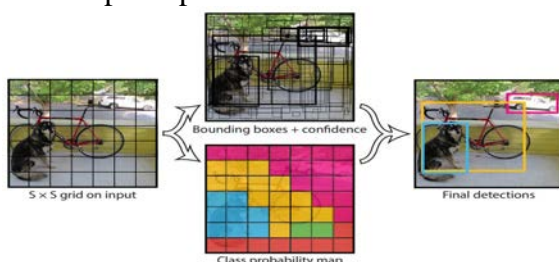 Bounding boxes + confidence
S × S grid on input
Final detections
Class probability map